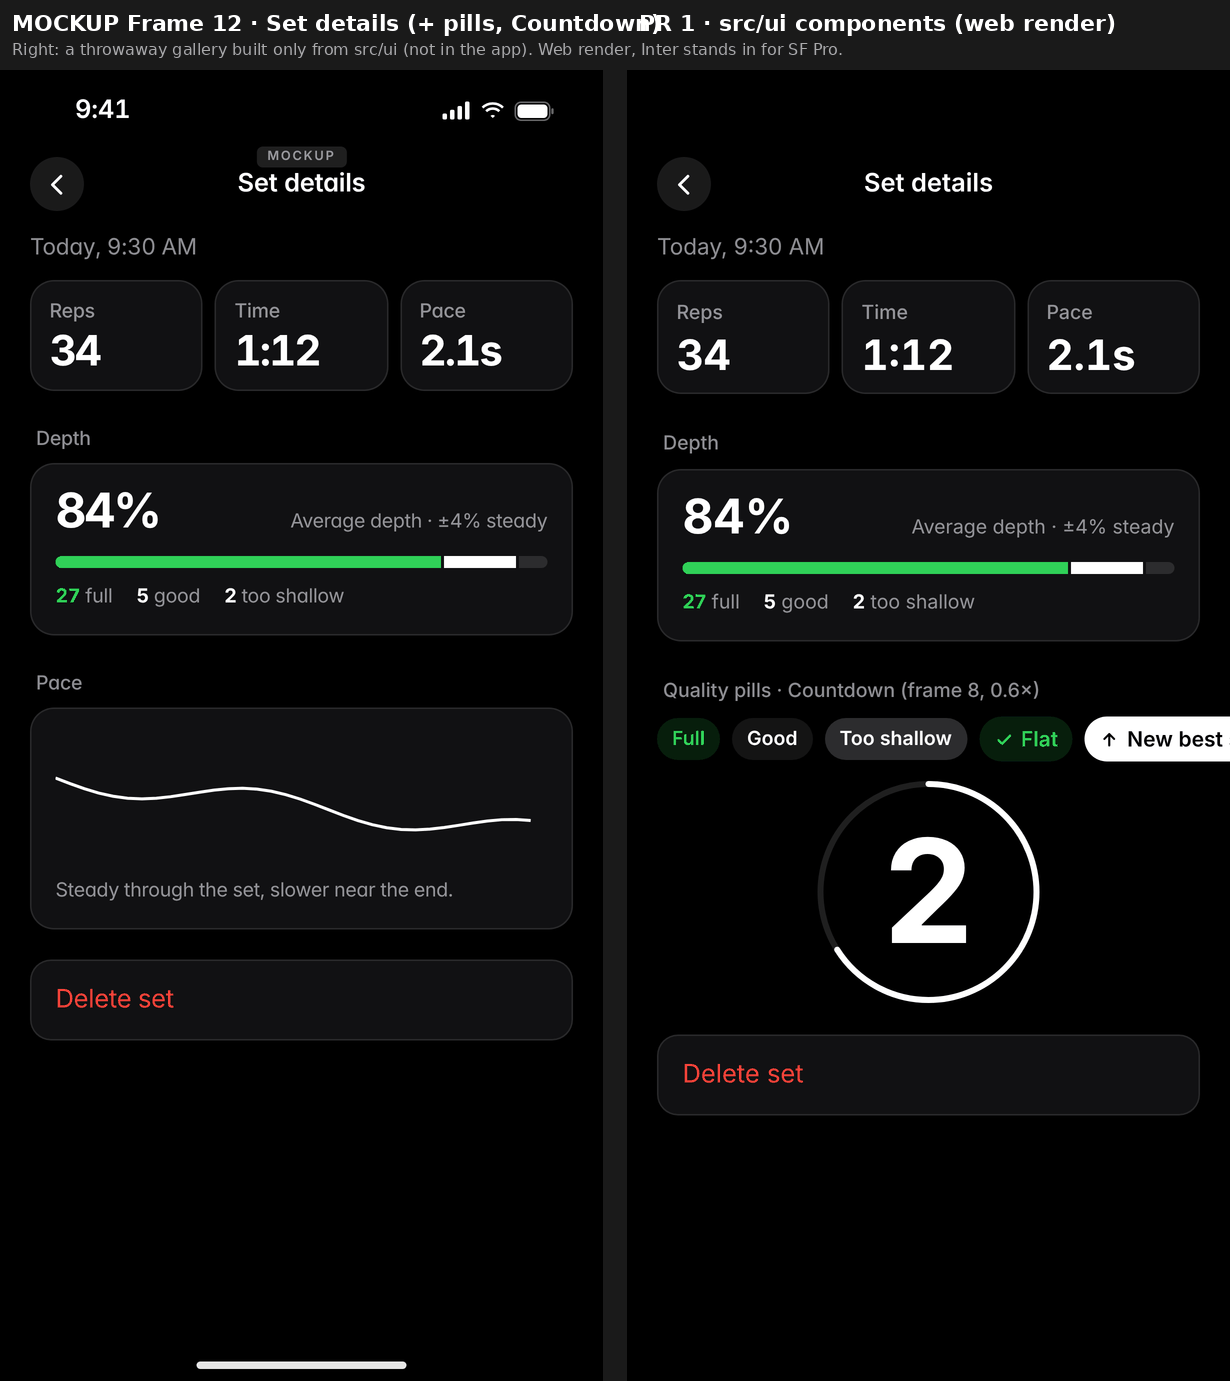 MOCKUP Frame 12 · Set details (+ pills, Countdown)
PR 1 · src/ui components (web render)
Right: a throwaway gallery built only from src/ui (not in the app). Web render, Inter stands in for SF Pro.
9:41
MOCKUP
Set details
Today, 9:30 AM
Reps
34
Time
1:12
Pace
2.1s
Depth
84%
Average depth · ±4% steady
27 full 5 good 2 too shallow
Pace
Steady through the set, slower near the end.
Delete set
Set details
Today, 9:30 AM
Reps
34
Time
1:12
Pace
2.1s
Depth
84%
Average depth · ±4% steady
27 full 5 good 2 too shallow
Quality pills · Countdown (frame 8, 0.6×)
Full
Good
Too shallow
Flat
New best
2
Delete set